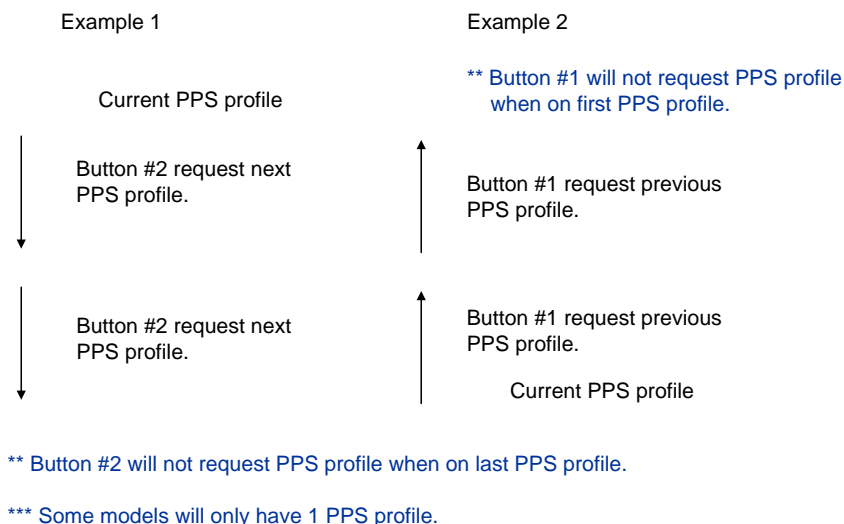 Example 1
Current PPS profile
Button #2 request next
PPS profile.
Button #2 request next
PPS profile.
Example 2
** Button #1 will not request PPS profile
when on first PPS profile.
Button #1 request previous
PPS profile.
Button #1 request previous
PPS profile.
Current PPS profile
** Button #2 will not request PPS profile when on last PPS profile.
*** Some models will only have 1 PPS profile.